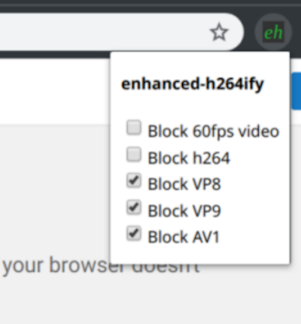 eh
enhanced-h264ify
Block 60fps video
Block h264
Block VP8
Block VP9
Block AV1
your browser doesn't